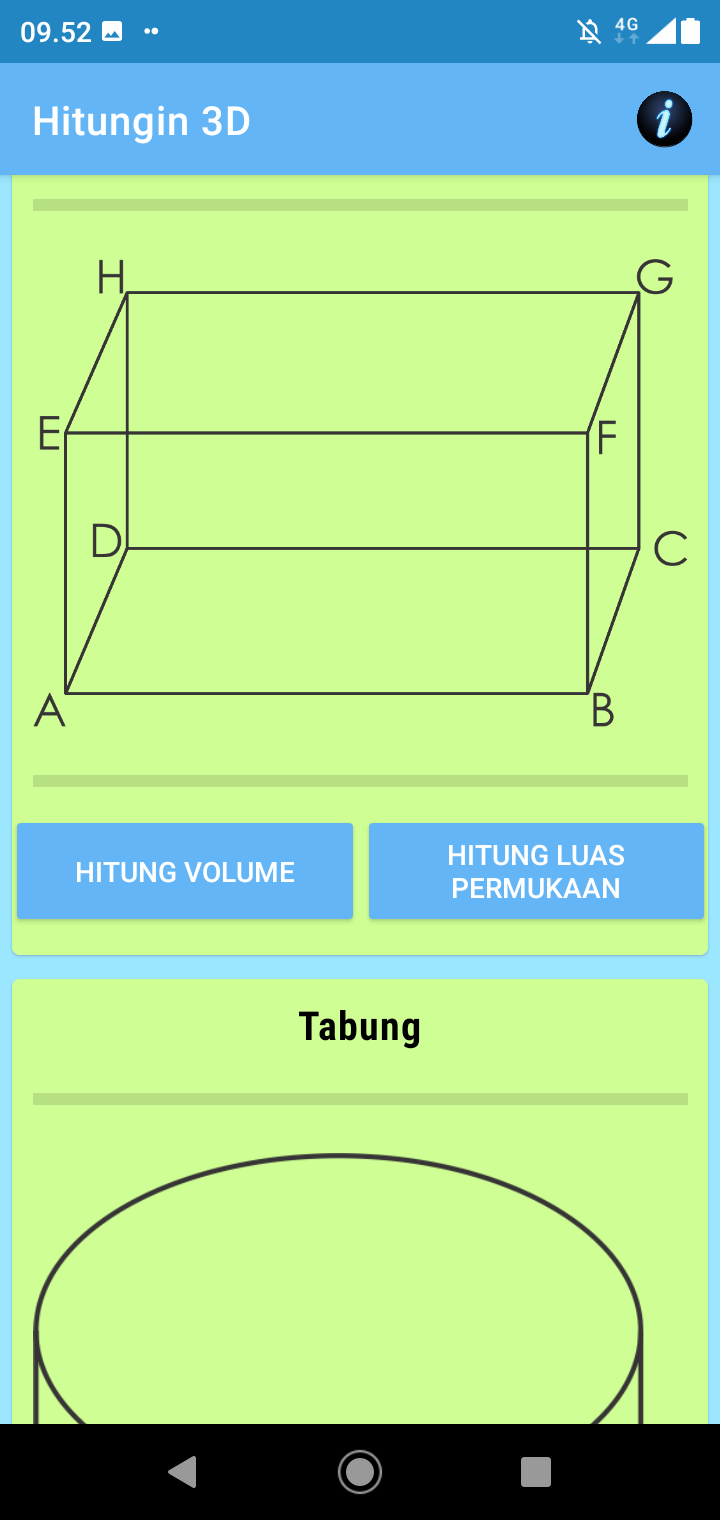 09.52
4G
Hitungin 3D
i
H
G
E
F
D
C
A
B
HITUNG VOLUME
HITUNG LUAS
PERMUKAAN
Tabung